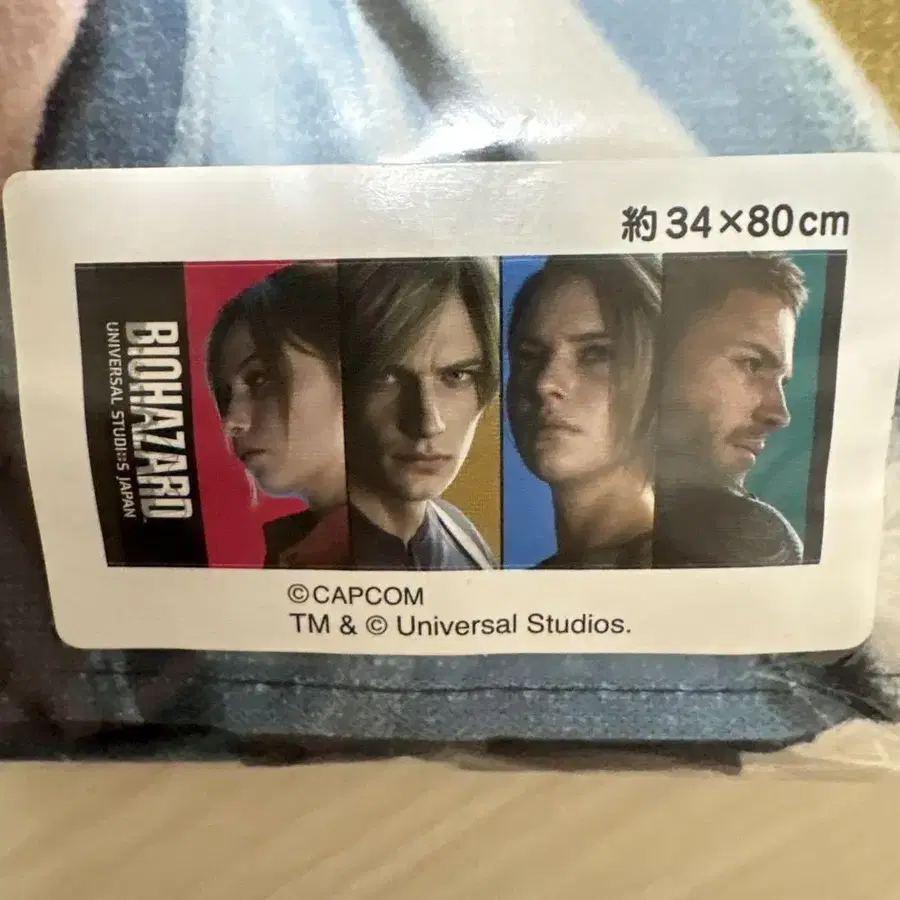 約34×80cm
BIOHAZARD
UNIVERSAL STUDIOS JAPAN
©CAPCOM
TM & © Universal Studios.